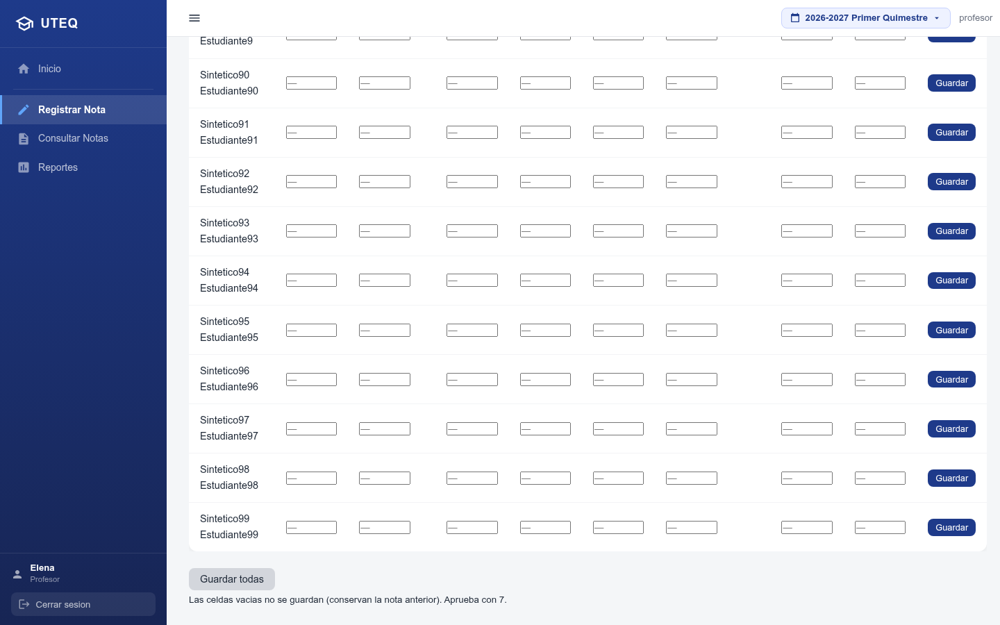 UTEQ
2026-2027 Primer Quimestre
profesor
Inicio
Registrar Nota
Consultar Notas
Reportes
Estudiante9
Sintetico90
Estudiante90
— — — — — — — — Guardar
Sintetico91
Estudiante91
— — — — — — — — Guardar
Sintetico92
Estudiante92
— — — — — — — — Guardar
Sintetico93
Estudiante93
— — — — — — — — Guardar
Sintetico94
Estudiante94
— — — — — — — — Guardar
Sintetico95
Estudiante95
— — — — — — — — Guardar
Sintetico96
Estudiante96
— — — — — — — — Guardar
Sintetico97
Estudiante97
— — — — — — — — Guardar
Sintetico98
Estudiante98
— — — — — — — — Guardar
Sintetico99
Estudiante99
— — — — — — — — Guardar
Guardar todas
Las celdas vacias no se guardan (conservan la nota anterior). Aprueba con 7.
Elena
Profesor
Cerrar sesion